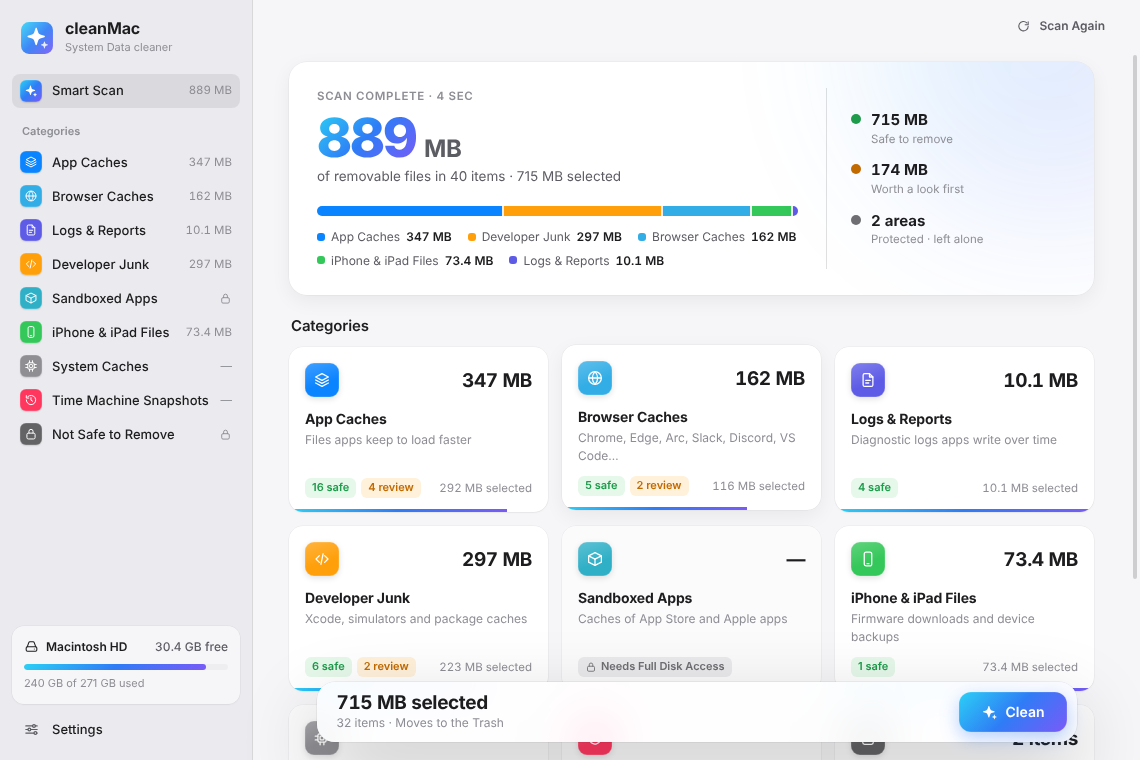 cleanMac
System Data cleaner
Smart Scan 889 MB
Categories
App Caches 347 MB
Browser Caches 162 MB
Logs & Reports 10.1 MB
Developer Junk 297 MB
Sandboxed Apps
iPhone & iPad Files 73.4 MB
System Caches —
Time Machine Snapshots —
Not Safe to Remove
Macintosh HD 30.4 GB free
240 GB of 271 GB used
Settings
Scan Again
SCAN COMPLETE · 4 SEC
889 MB
of removable files in 40 items · 715 MB selected
App Caches 347 MB Developer Junk 297 MB Browser Caches 162 MB
iPhone & iPad Files 73.4 MB Logs & Reports 10.1 MB
715 MB
Safe to remove
174 MB
Worth a look first
2 areas
Protected · left alone
Categories
347 MB
App Caches
Files apps keep to load faster
16 safe 4 review 292 MB selected
162 MB
Browser Caches
Chrome, Edge, Arc, Slack, Discord, VS
Code...
5 safe 2 review 116 MB selected
10.1 MB
Logs & Reports
Diagnostic logs apps write over time
4 safe 10.1 MB selected
297 MB
Developer Junk
Xcode, simulators and package caches
6 safe 2 review 223 MB selected
—
Sandboxed Apps
Caches of App Store and Apple apps
Needs Full Disk Access
73.4 MB
iPhone & iPad Files
Firmware downloads and device
backups
1 safe 73.4 MB selected
715 MB selected
32 items · Moves to the Trash
Clean
2 items